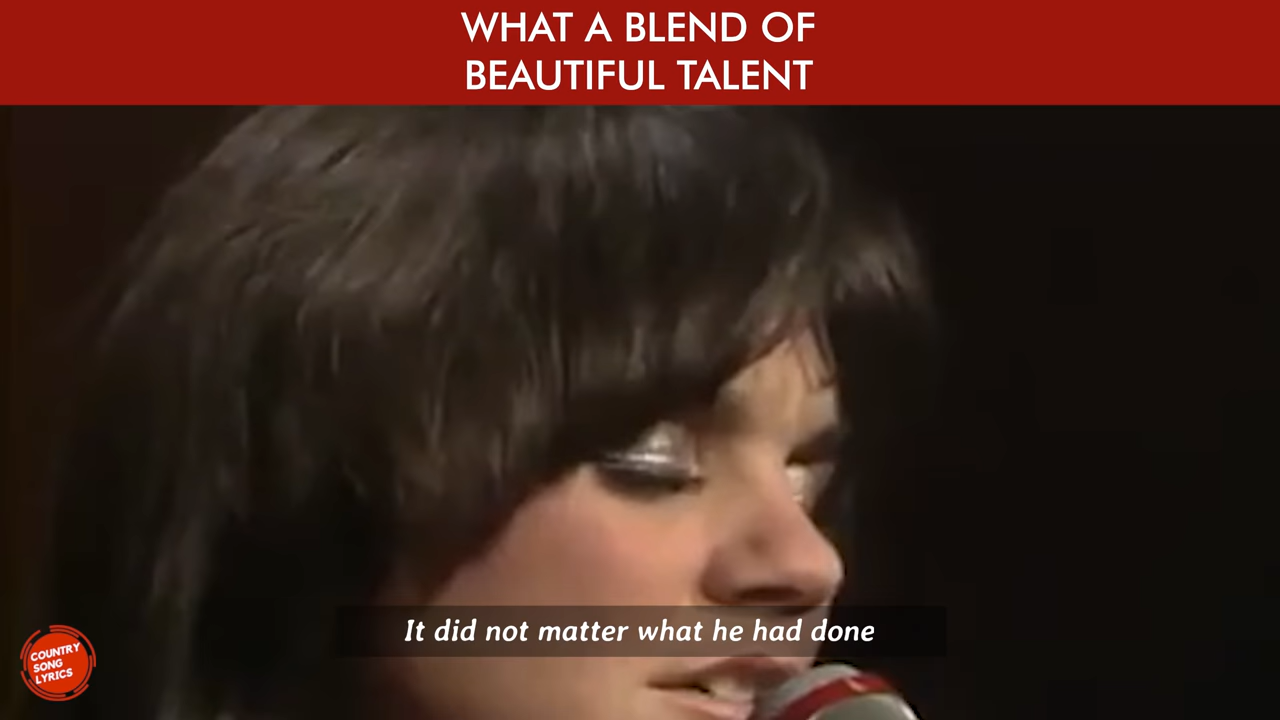 WHAT A BLEND OF
BEAUTIFUL TALENT
It did not matter what he had done
COUNTRY
SONG
LYRICS